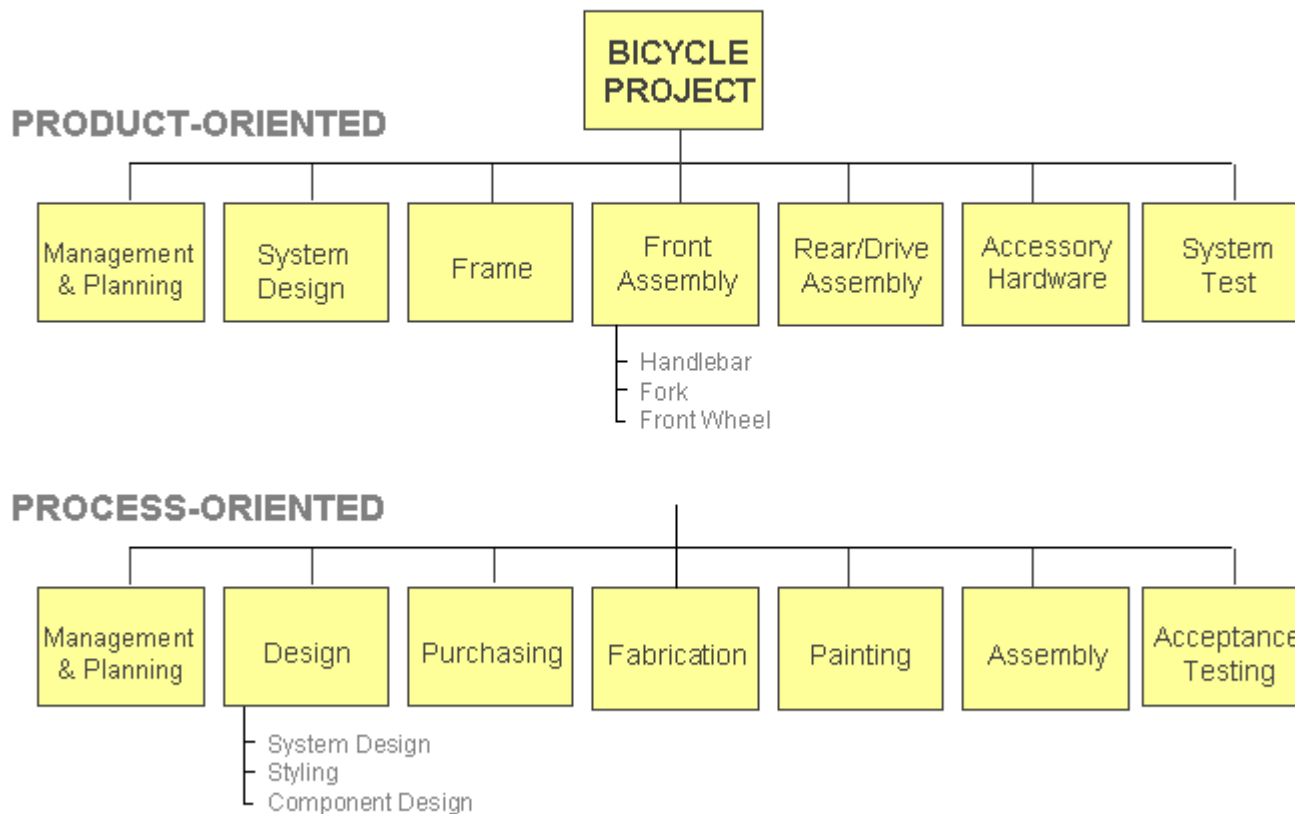 BICYCLE
PROJECT
PRODUCT-ORIENTED
Management
& Planning
System
Design
Frame
Front
Assembly
Rear/Drive
Assembly
Accessory
Hardware
System
Test
Handlebar
Fork
Front Wheel
PROCESS-ORIENTED
Management
& Planning
Design
Purchasing
Fabrication
Painting
Assembly
Acceptance
Testing
System Design
Styling
Component Design